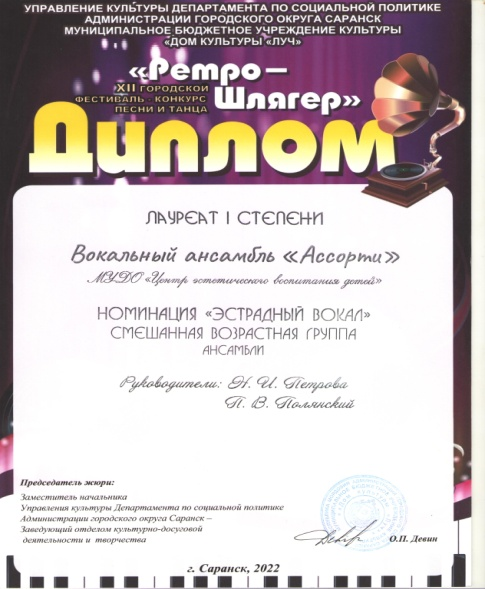 УПРАВЛЕНИЕ КУЛЬТУРЫ ДЕПАРТАМЕНТА ПО СОЦИАЛЬНОЙ ПОЛИТИКЕ
АДМИНИСТРАЦИИ ГОРОДСКОГО ОКРУГА САРАНСК
МУНИЦИПАЛЬНОЕ БЮДЖЕТНОЕ УЧРЕЖДЕНИЕ КУЛЬТУРЫ
«ДОМ КУЛЬТУРЫ «ЛУЧ»
«Ретро–
Шлягер»
XII ГОРОДСКОЙ
ФЕСТИВАЛЬ - КОНКУРС
ПЕСНИ И ТАНЦА
Диплом
ЛАУРЕАТ I СТЕПЕНИ
Вокальный ансамбль «Ассорти»
МУДО «Центр эстетического воспитания детей»
НОМИНАЦИЯ «ЭСТРАДНЫЙ ВОКАЛ»
СМЕШАННАЯ ВОЗРАСТНАЯ ГРУППА
АНСАМБЛИ
Руководители: Н. И. Петрова
П. В. Полянский
Председатель жюри:
Заместитель начальника
Управления культуры Департамента по социальной политике
Администрации городского округа Саранск –
Заведующий отделом культурно-досуговой
деятельности и творчества
О.П. Девин
г. Саранск, 2022